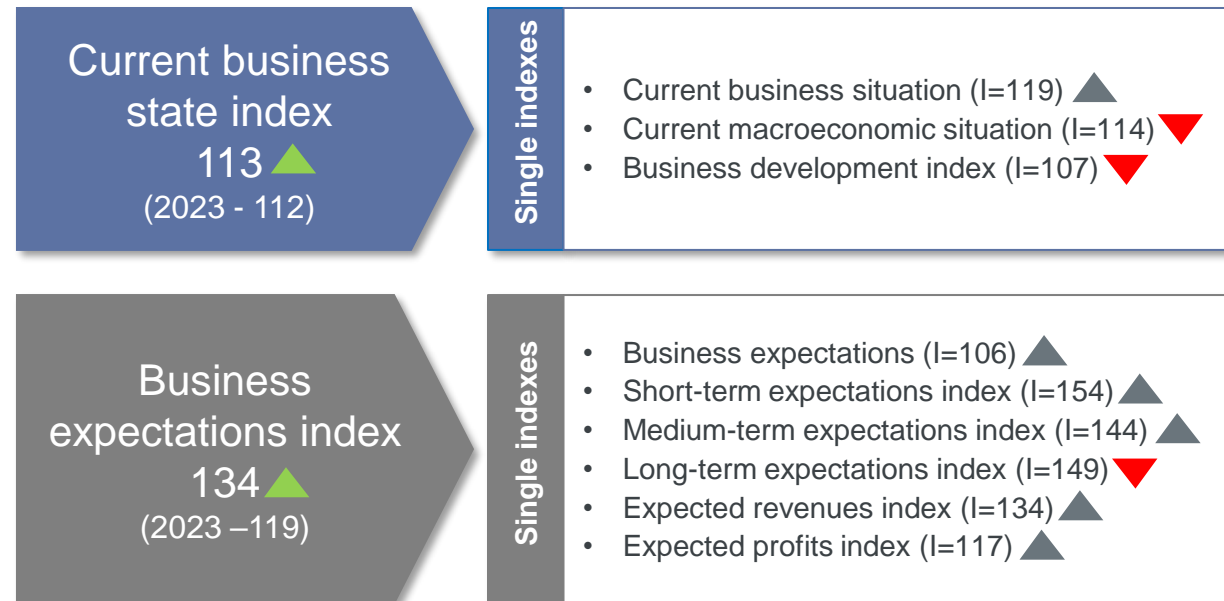 Current business
state index
113
(2023 - 112)
Single indexes
• Current business situation (I=119)
• Current macroeconomic situation (I=114)
• Business development index (I=107)
Business
expectations index
134
(2023 –119)
Single indexes
• Business expectations (I=106)
• Short-term expectations index (I=154)
• Medium-term expectations index (I=144)
• Long-term expectations index (I=149)
• Expected revenues index (I=134)
• Expected profits index (I=117)